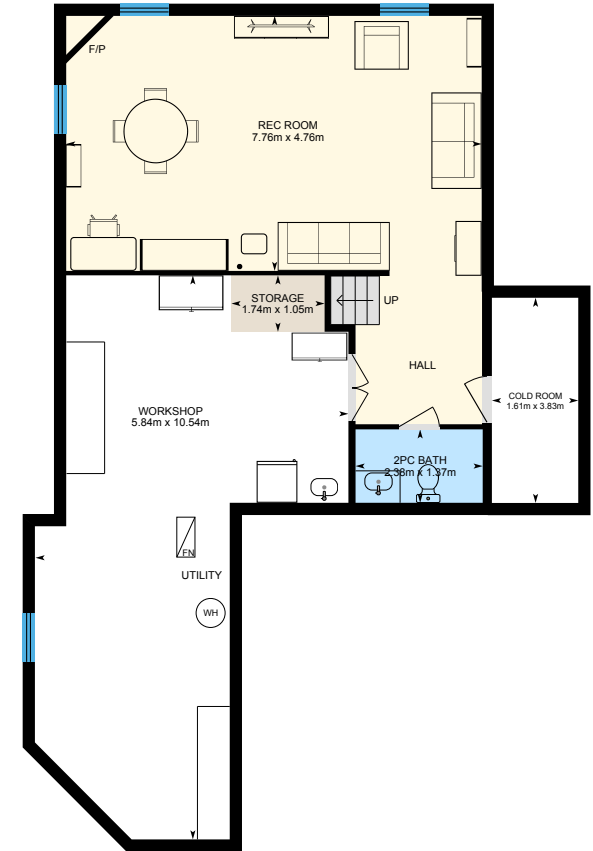 F/P
REC ROOM
7.76m x 4.76m
STORAGE
1.74m x 1.05m
UP
HALL
COLD ROOM
1.61m x 3.83m
WORKSHOP
5.84m x 10.54m
2PC BATH
2.38m x 1.37m
FN
UTILITY
WH